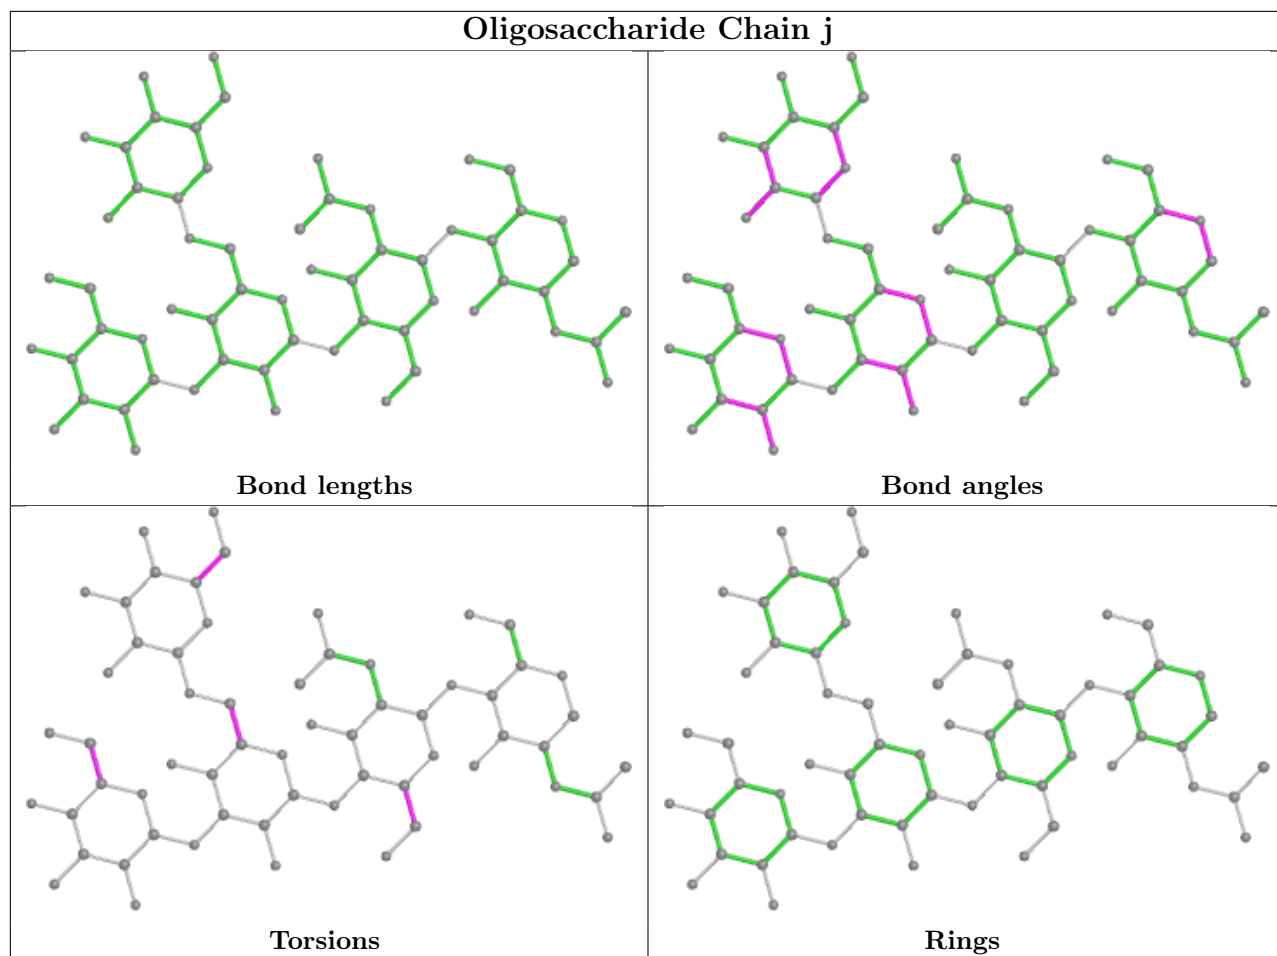 Oligosaccharide Chain j
Bond lengths
Bond angles
Torsions
Rings